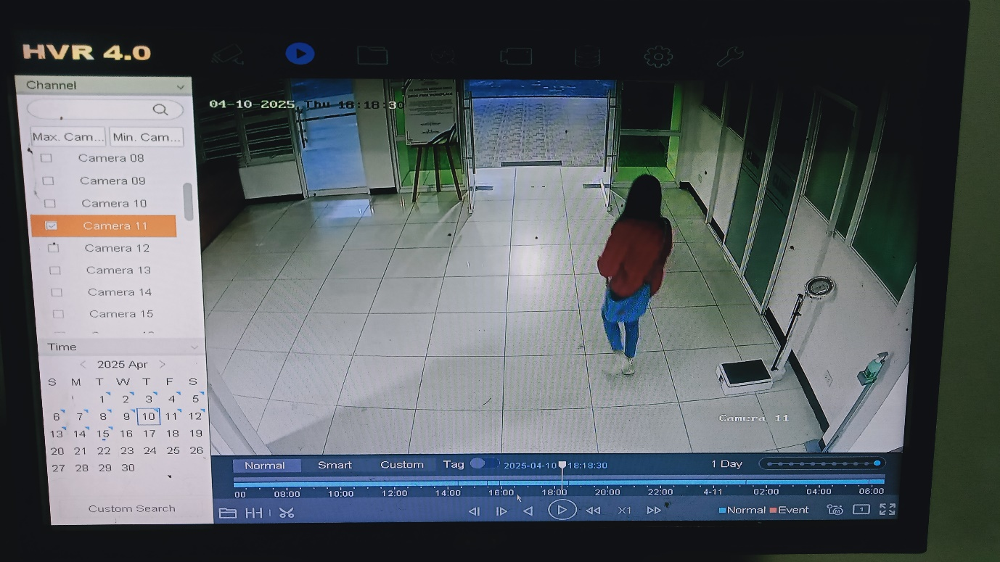 HVR 4.0
Channel
Max. Cam... Min. Cam...
Camera 08
Camera 09
Camera 10
Camera 11
Camera 12
Camera 13
Camera 14
Camera 15
Time
< 2025 Apr >
S M T W T F S
1 2 3 4 5
6 7 8 9 10 11 12
13 14 15 16 17 18 19
20 21 22 23 24 25 26
27 28 29 30
Custom Search
04-10-2025 Thu 18:18:30
DRUG-FREE WORKPLACE
Camera 11
Normal Smart Custom Tag 2025-04-10 18:18:30 1 Day
00 08:00 10:00 12:00 14:00 16:00 18:00 20:00 22:00 4-11 02:00 04:00 06:00
X1 Normal Event 1